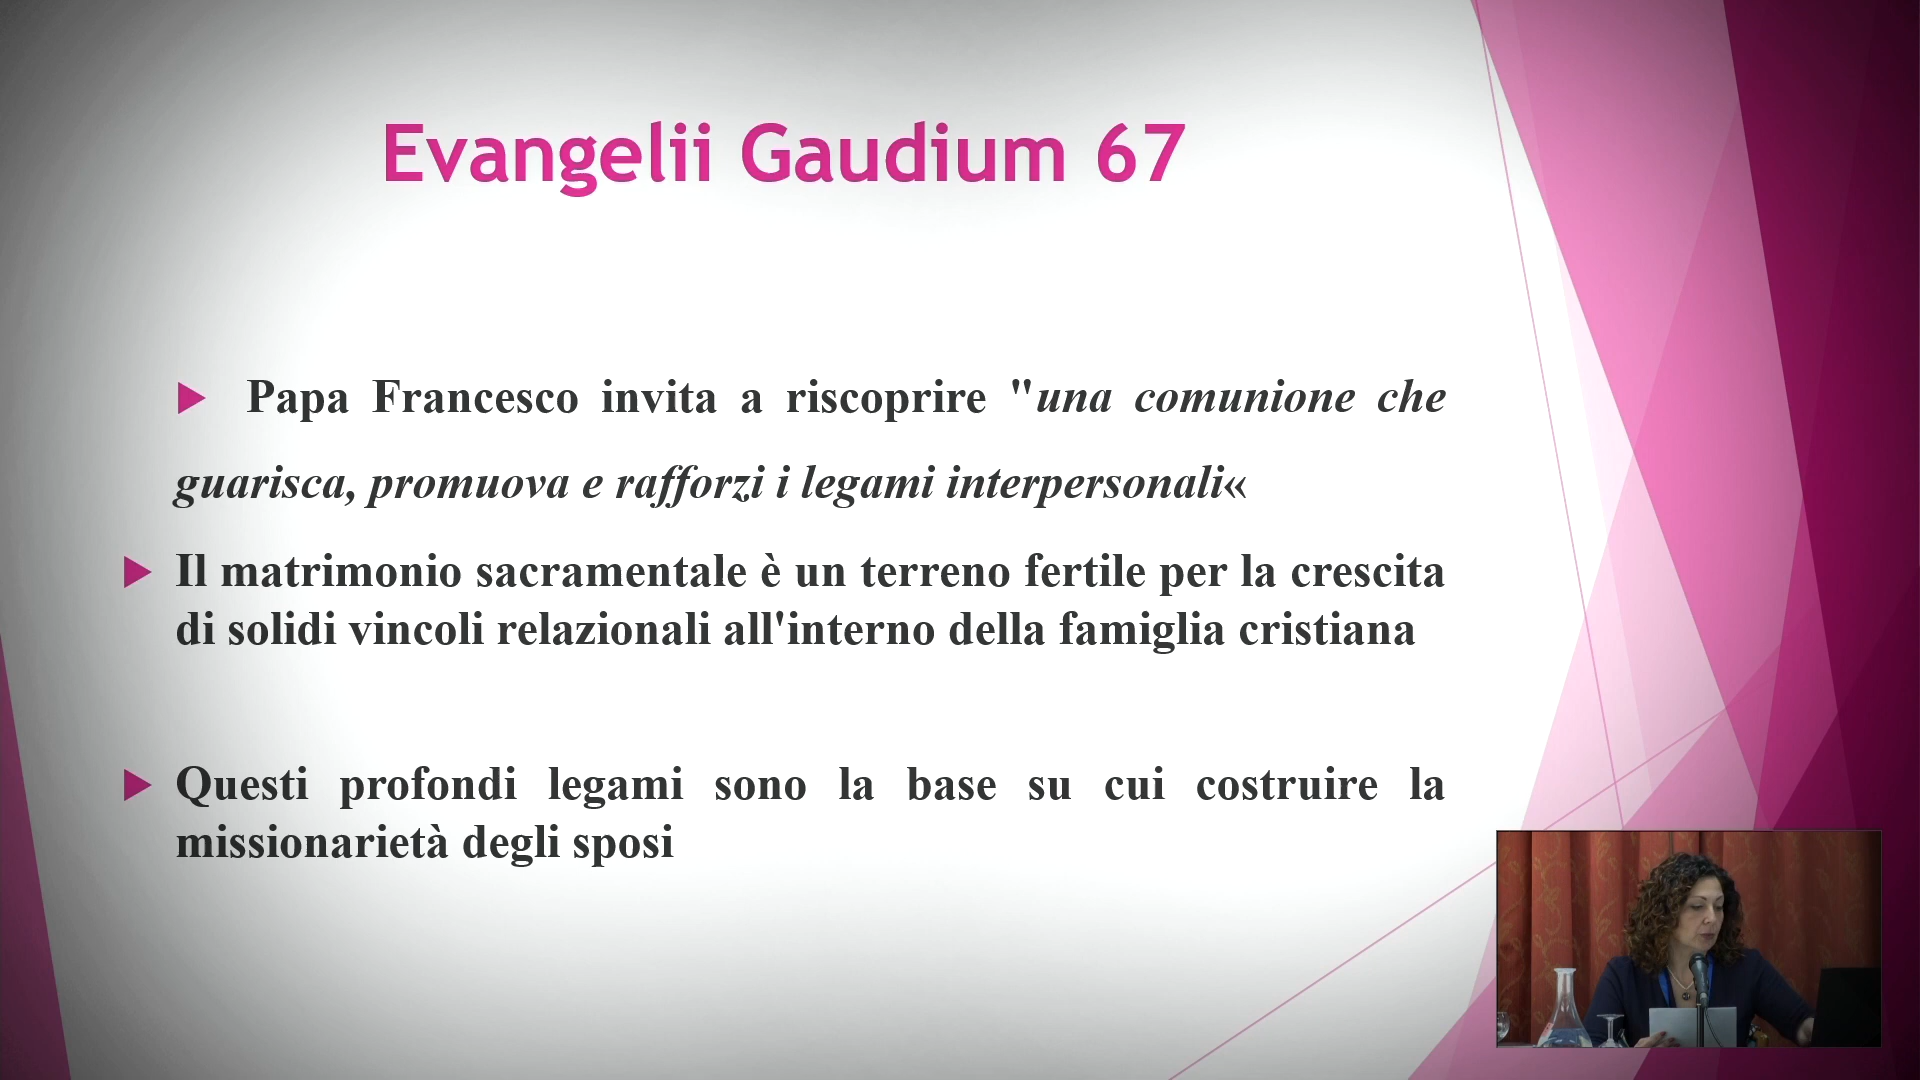 Evangelii Gaudium 67
Papa Francesco invita a riscoprire "una comunione che
guarisca, promuova e rafforzi i legami interpersonali«
Il matrimonio sacramentale è un terreno fertile per la crescita
di solidi vincoli relazionali all'interno della famiglia cristiana
Questi profondi legami sono la base su cui costruire la
missionarietà degli sposi